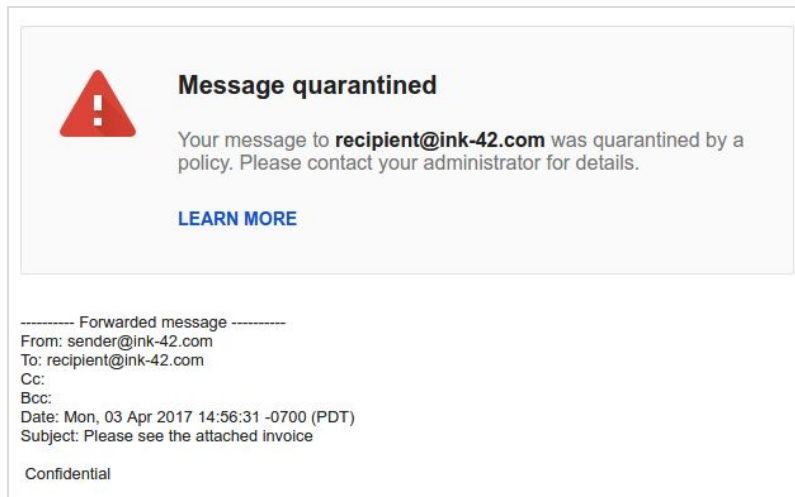 Message quarantined
Your message to recipient@ink-42.com was quarantined by a
policy. Please contact your administrator for details.
LEARN MORE
---------- Forwarded message ----------
From: sender@ink-42.com
To: recipient@ink-42.com
Cc:
Bcc:
Date: Mon, 03 Apr 2017 14:56:31 -0700 (PDT)
Subject: Please see the attached invoice
Confidential